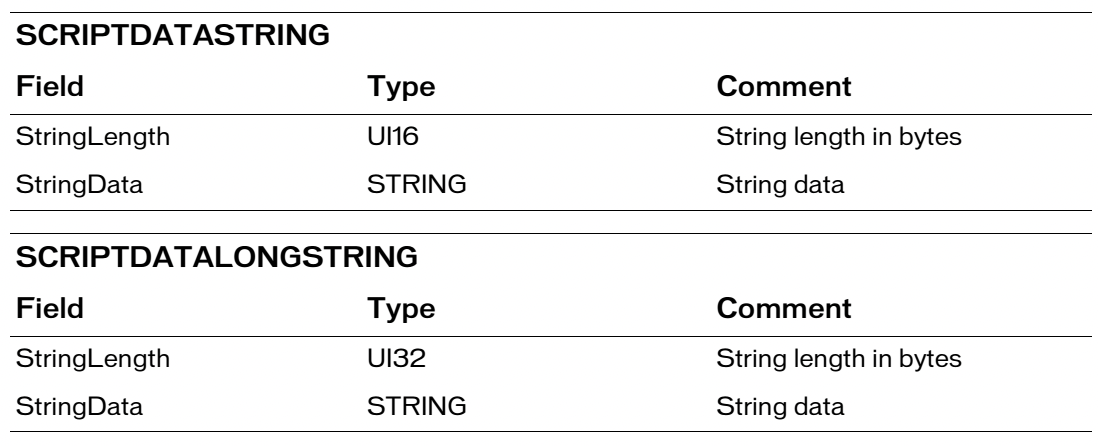 SCRIPTDATASTRING
Field Type Comment
StringLength UI16 String length in bytes
StringData STRING String data
SCRIPTDATALONGSTRING
Field Type Comment
StringLength UI32 String length in bytes
StringData STRING String data